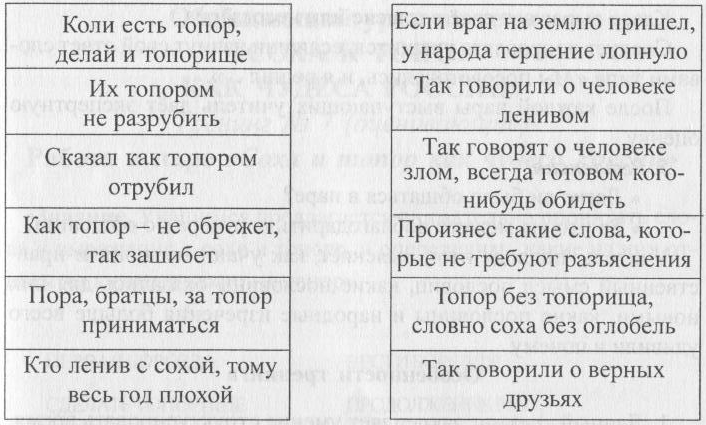 Коли есть топор,
делай и топорище
Их топором
не разрубить
Сказал как топором
отрубил
Как топор – не обрежет,
так зашибет
Пора, братцы, за топор
приниматься
Кто ленив с сохой, тому
весь год плохой
Если враг на землю пришел,
у народа терпение лопнуло
Так говорили о человеке
ленивом
Так говорят о человеке
злом, всегда готовом кого-
нибудь обидеть
Произнес такие слова, кото-
рые не требуют разъяснения
Топор без топорища,
словно соха без оглобель
Так говорили о верных
друзьях